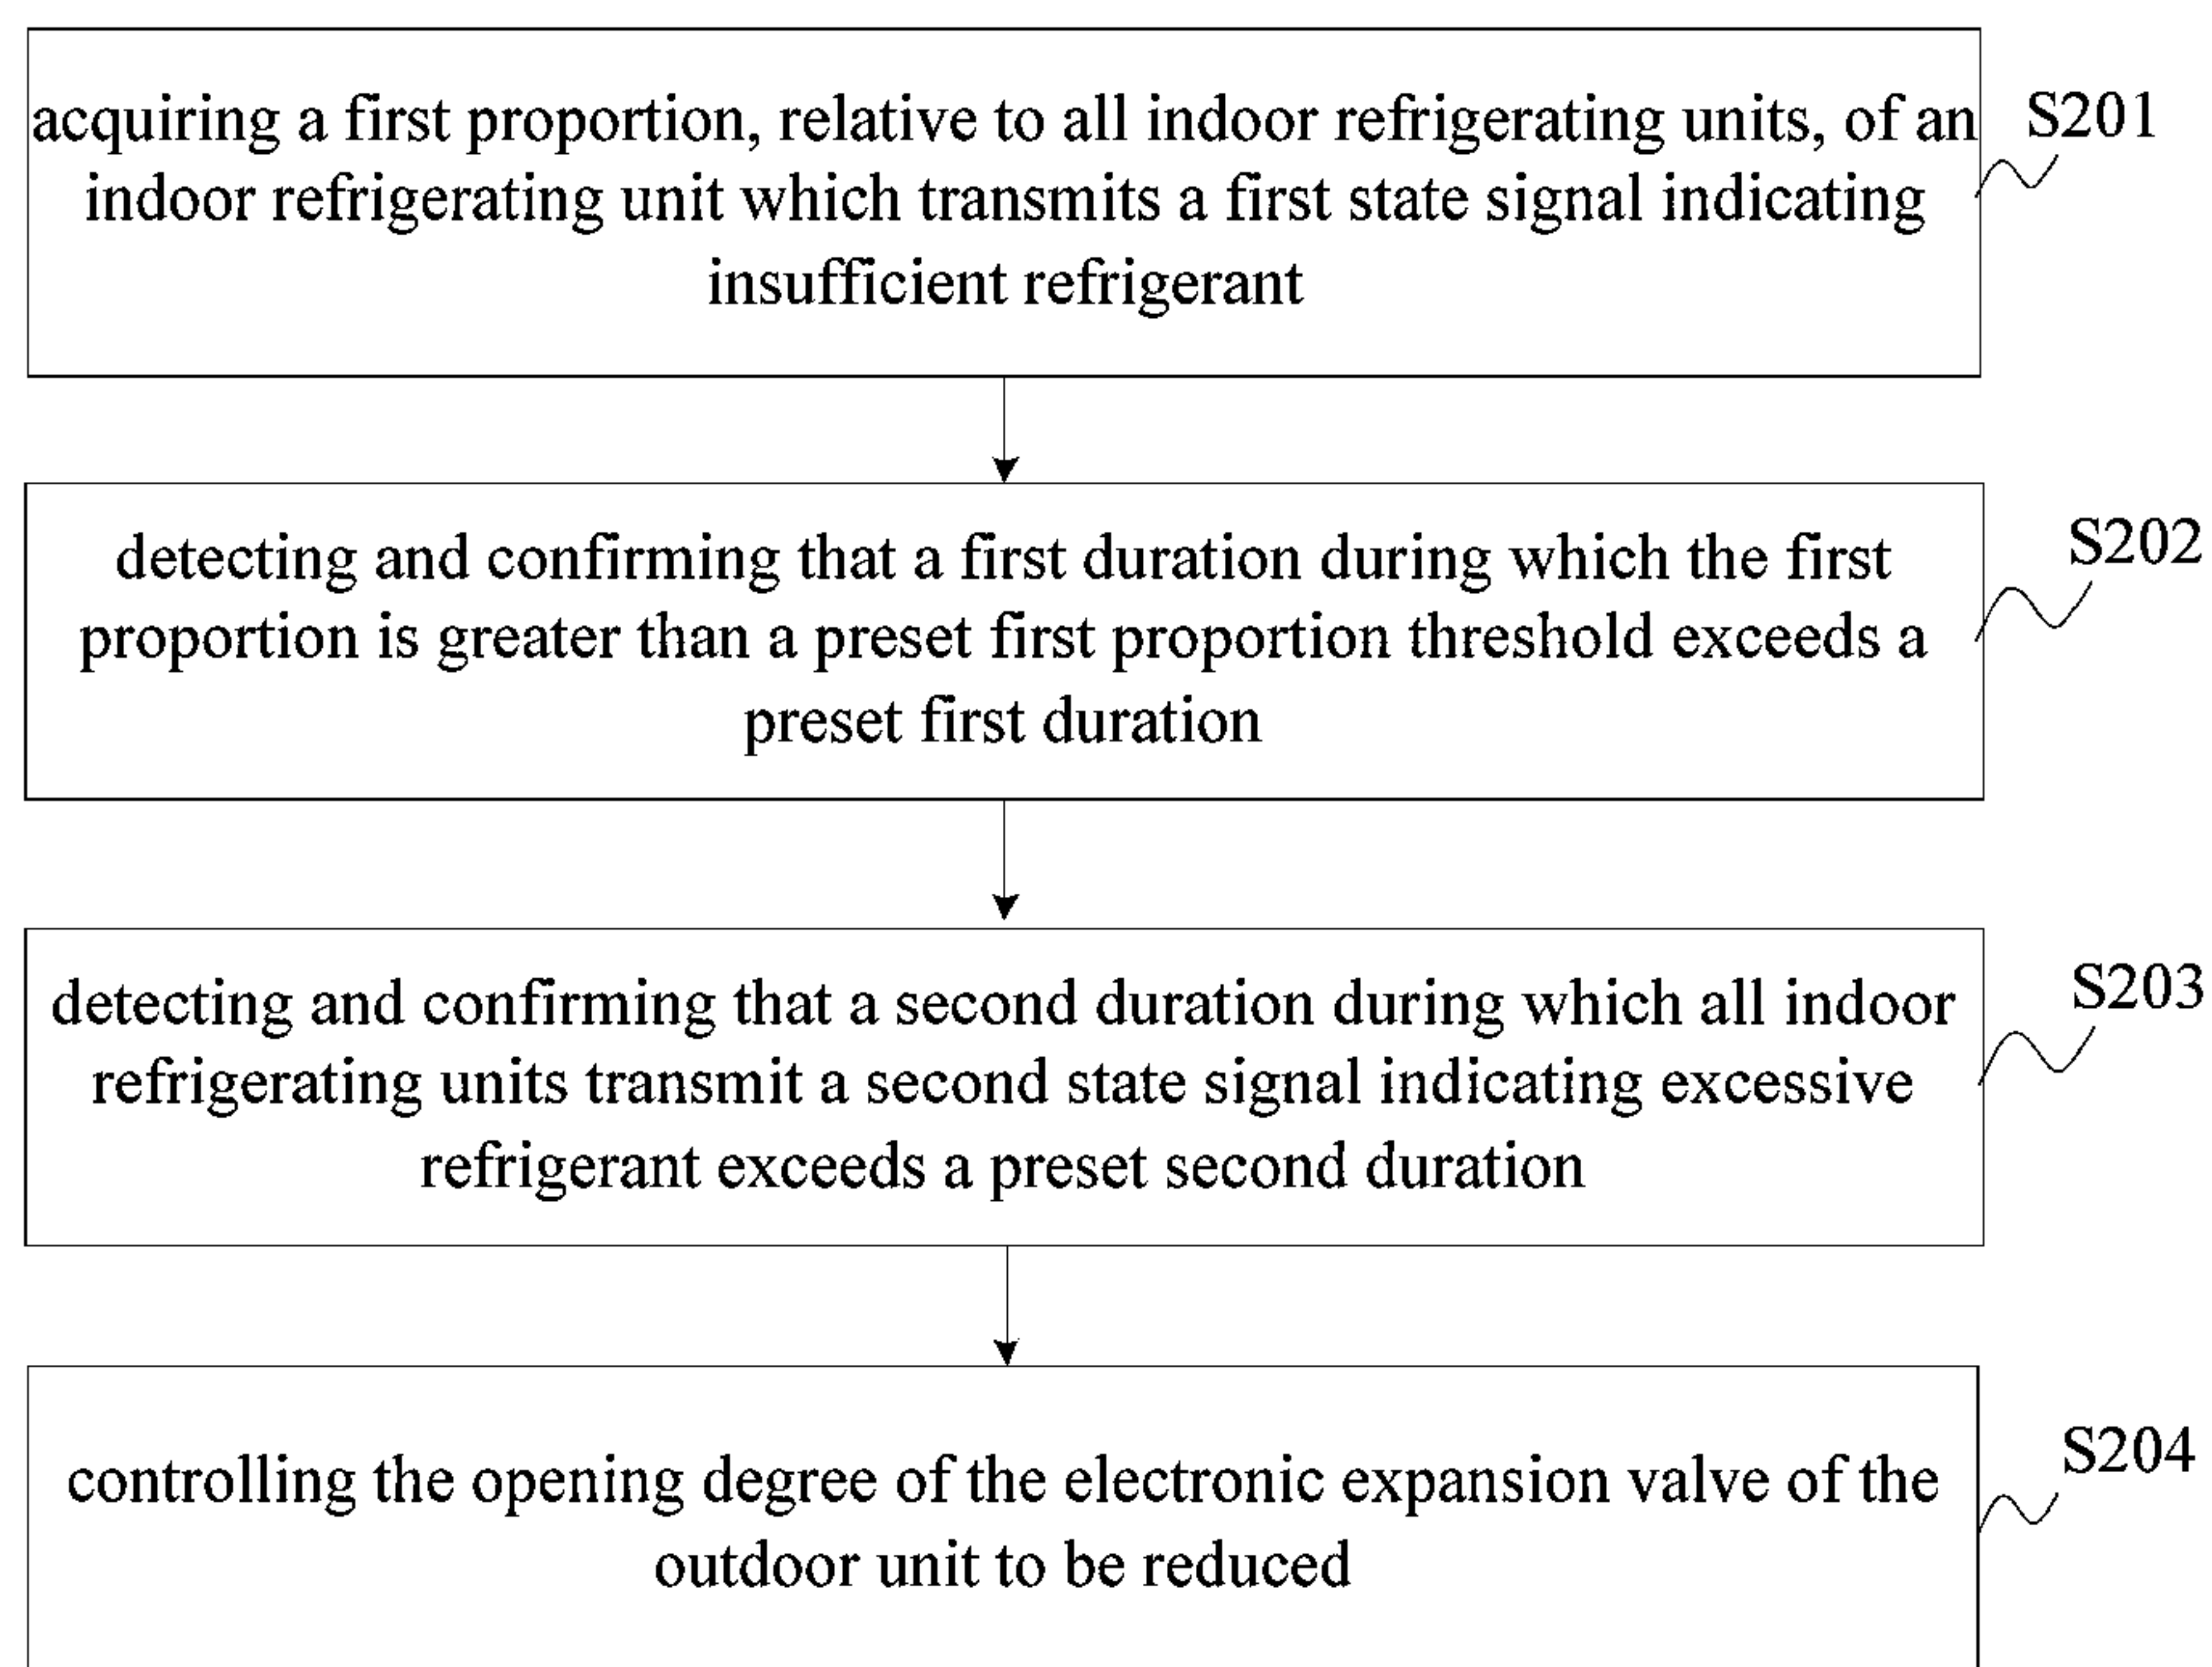 acquiring a first proportion, relative to all indoor refrigerating units, of an
indoor refrigerating unit which transmits a first state signal indicating
insufficient refrigerant
S201
detecting and confirming that a first duration during which the first
proportion is greater than a preset first proportion threshold exceeds a
preset first duration
S202
detecting and confirming that a second duration during which all indoor
refrigerating units transmit a second state signal indicating excessive
refrigerant exceeds a preset second duration
S203
controlling the opening degree of the electronic expansion valve of the
outdoor unit to be reduced
S204